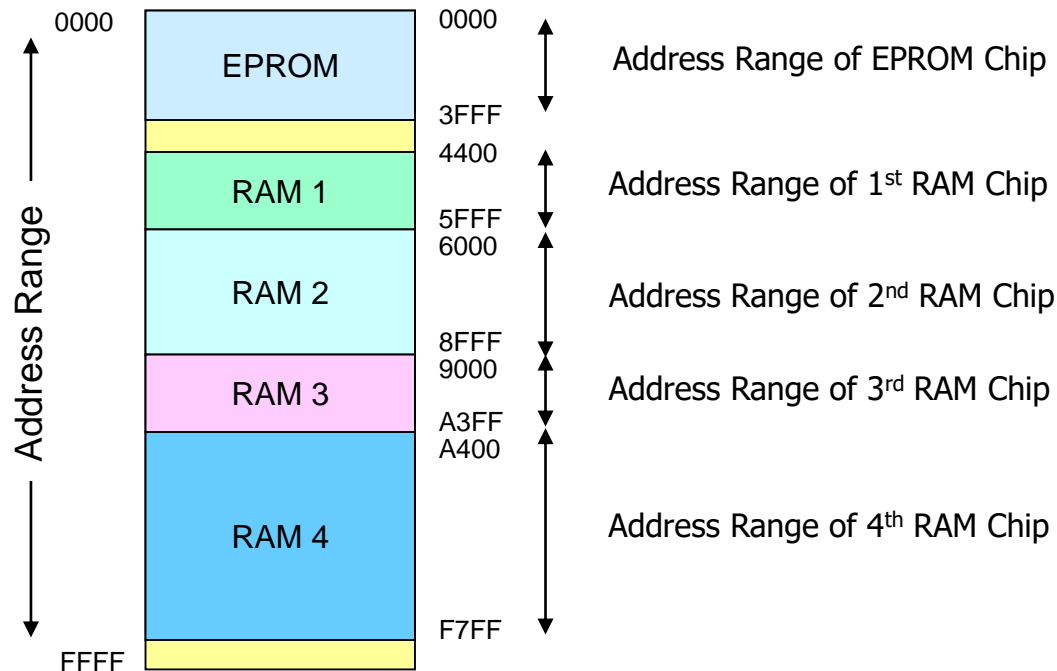 0000
0000
EPROM
Address Range of EPROM Chip
3FFF
4400
RAM 1
Address Range of 1st RAM Chip
5FFF
6000
Address Range
RAM 2
Address Range of 2nd RAM Chip
8FFF
9000
RAM 3
Address Range of 3rd RAM Chip
A3FF
A400
RAM 4
Address Range of 4th RAM Chip
F7FF
FFFF